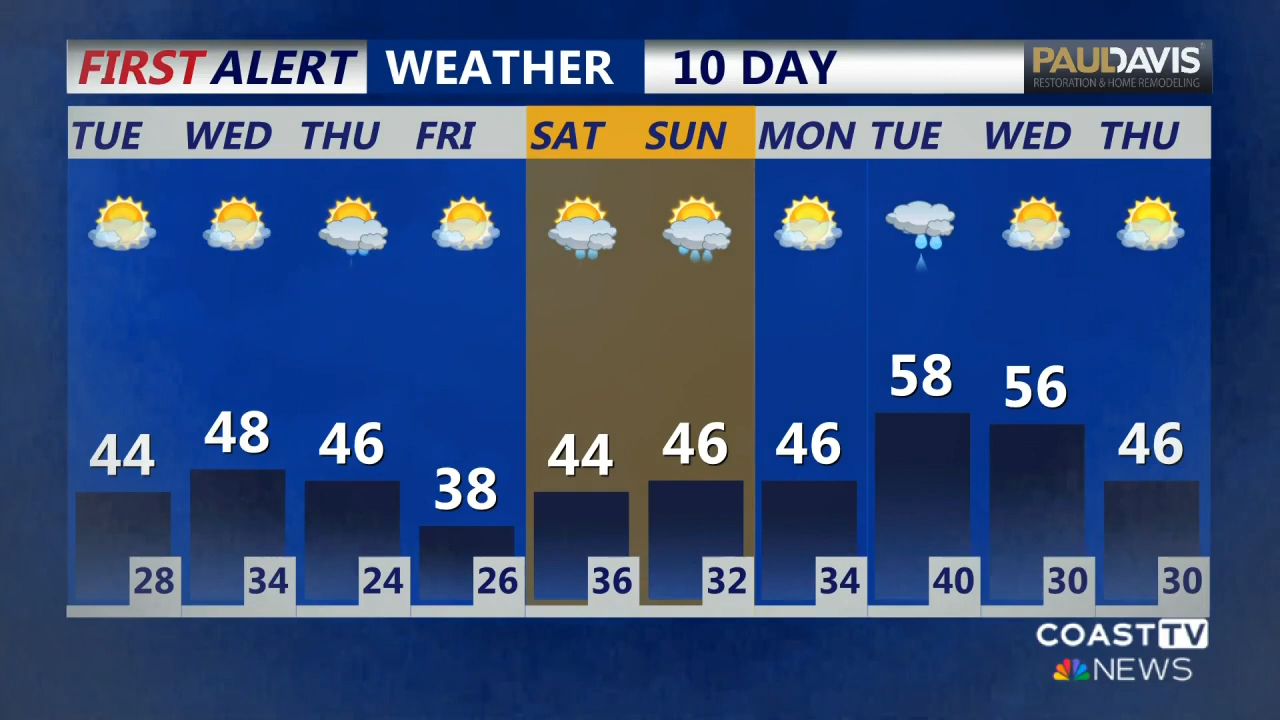 FIRST ALERT WEATHER 10 DAY
PAULDAVIS
RESTORATION & HOME REMODELING
TUE WED THU FRI SAT SUN MON TUE WED THU
44 48 46 38 44 46 46 58 56 46
28 34 24 26 36 32 34 40 30 30
COAST TV
NEWS